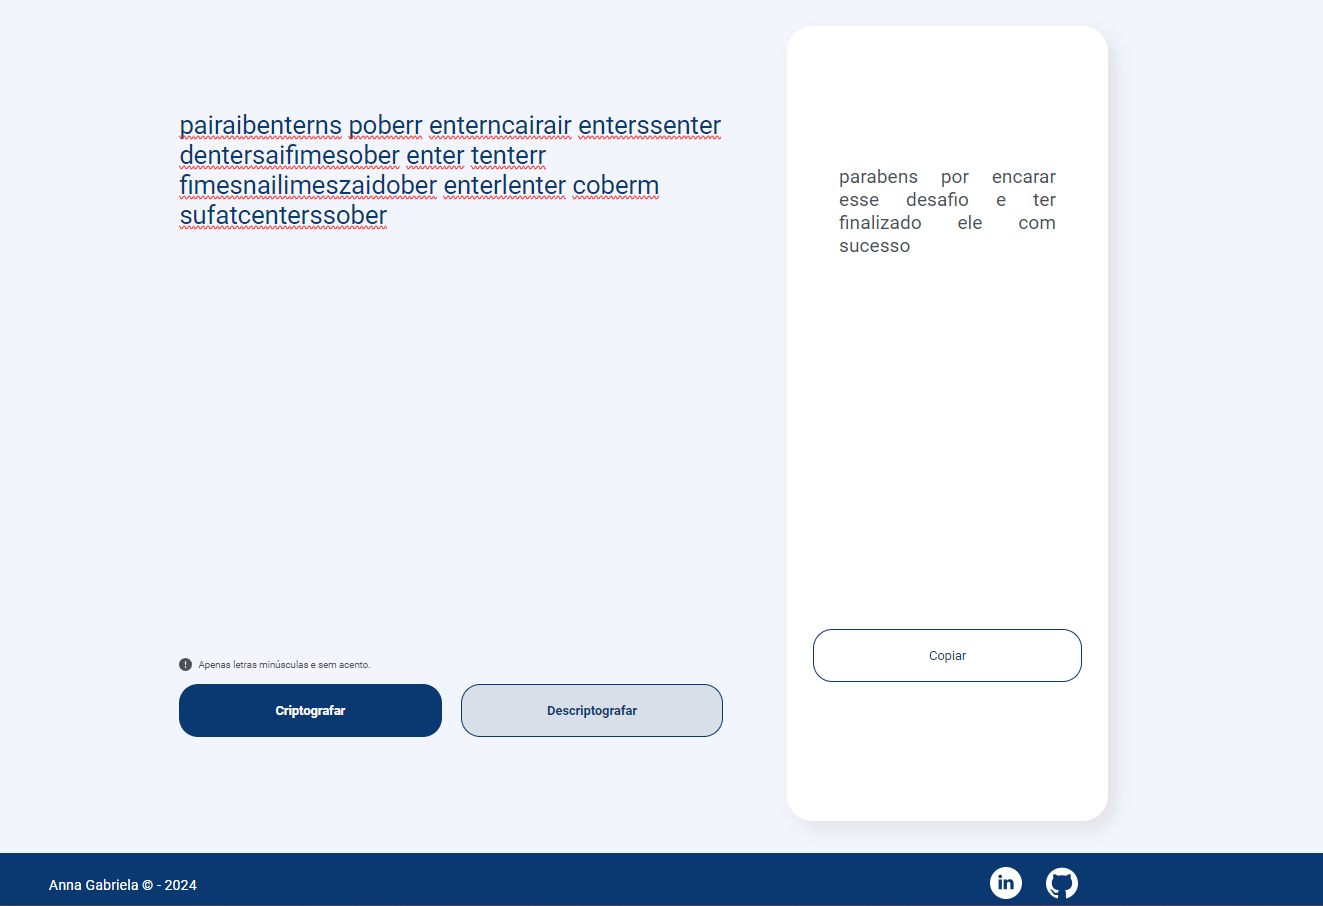 pairaibenterns poberr enterncairair enterssenter
dentersaifimesober enter tenterr
fimesnailimeszaidober enterlenter coberm
sufatcenterssober
parabens por encarar
esse desafio e ter
finalizado ele com
sucesso
Copiar
Apenas letras minúsculas e sem acento.
Criptografar
Descriptografar
Anna Gabriela © - 2024
in